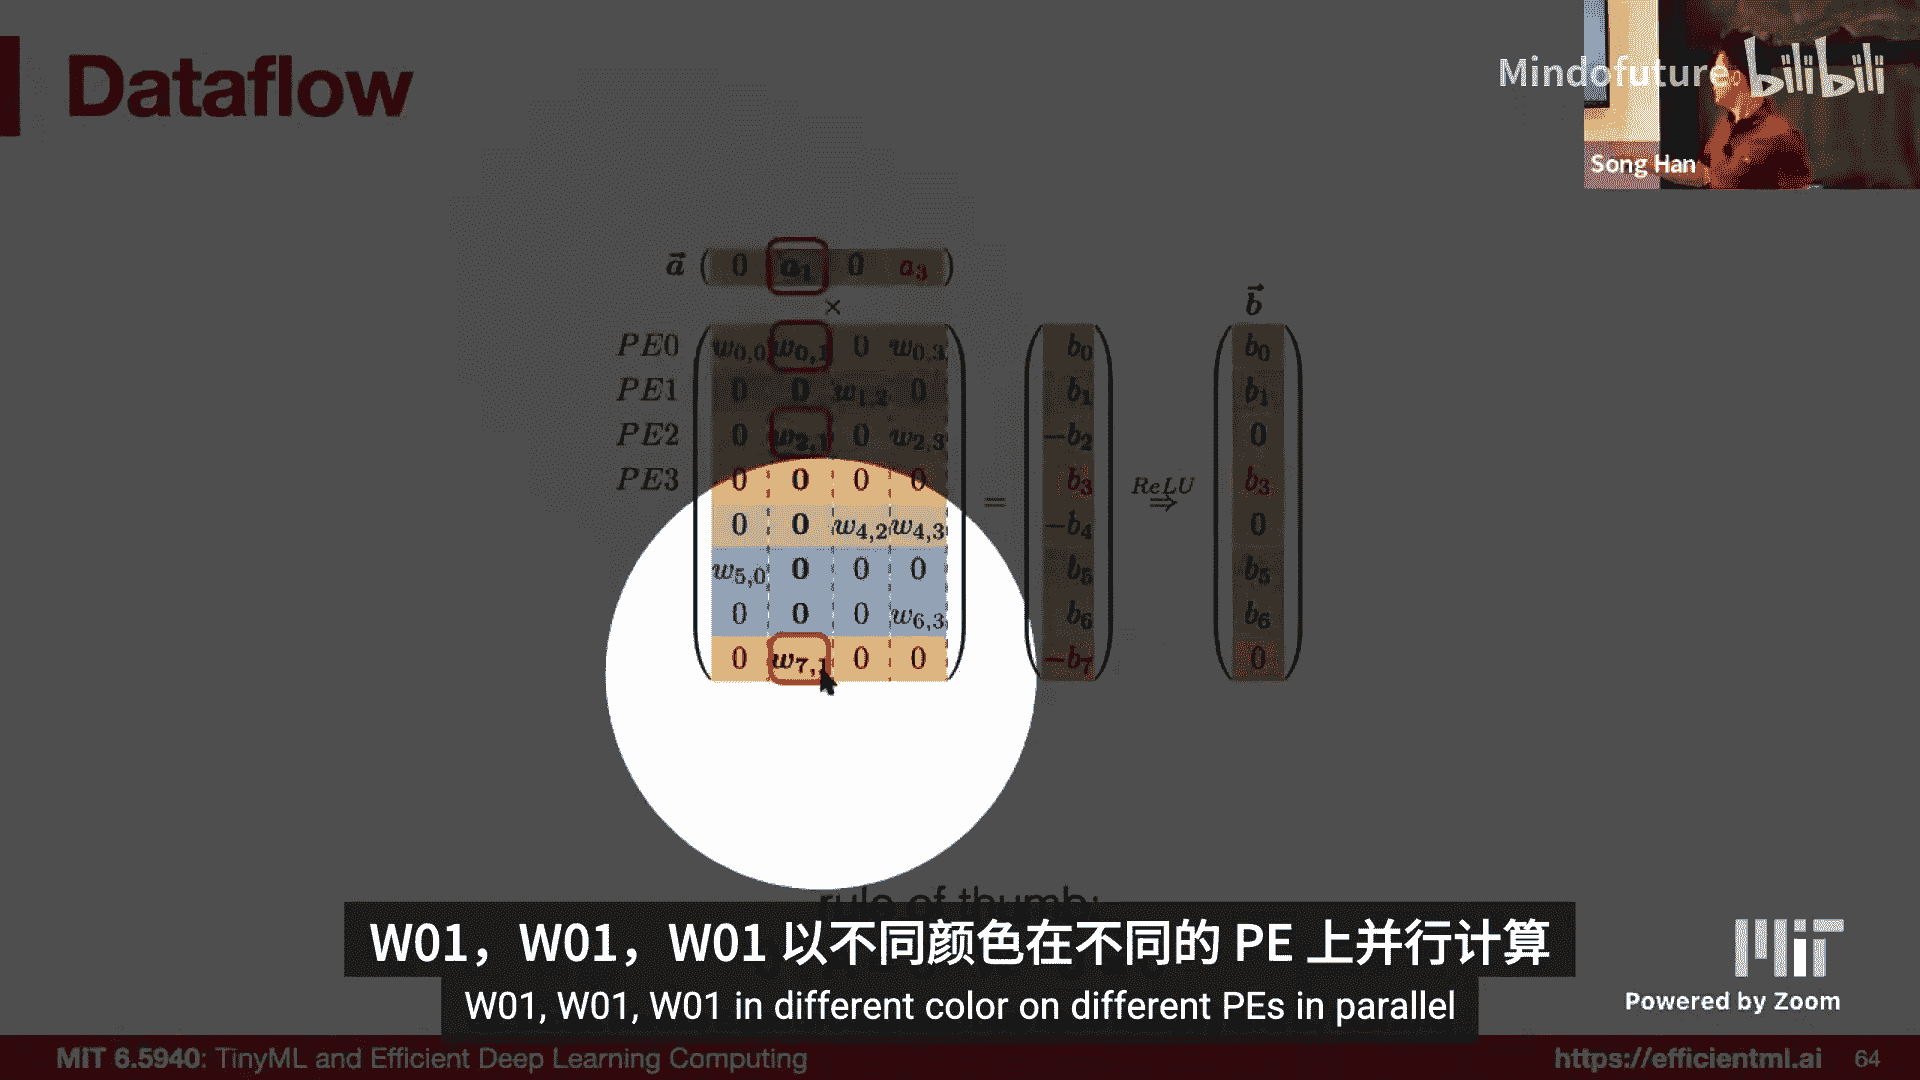 Dataflow
Mindofuture
bilibili
Song Han
a⃗ ( 0 a₁ 0 a₃ )
×
b⃗
PE0 w₀,₀ w₀,₁ 0 w₀,₃ b₀ b₀
PE1 0 0 w₁,₂ 0 b₁ b₁
PE2 0 w₂,₁ 0 w₂,₃ −b₂ 0
PE3 0 0 0 0 b₃ b₃
0 0 w₄,₂ w₄,₃ −b₄ 0
w₅,₀ 0 0 0 b₅ b₅
0 0 0 w₆,₃ b₆ b₆
0 w₇,₁ 0 0 −b₇ 0
= ReLU ⇒
rule of thumb:
W01，W01，W01 以不同颜色在不同的 PE 上并行计算
W01, W01, W01 in different color on different PEs in parallel
MIT
Powered by Zoom
MIT 6.5940: TinyML and Efficient Deep Learning Computing
https://efficientml.ai
64